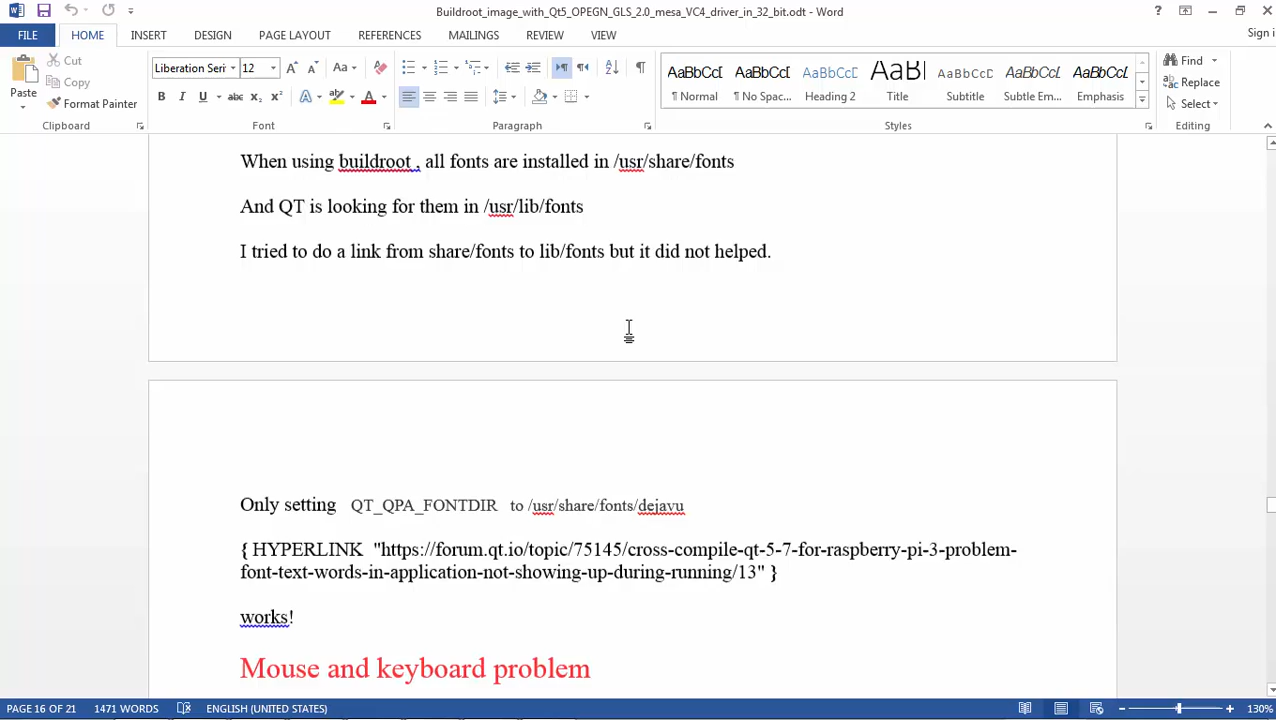 Buildroot_image_with_Qt5_OPEGN_GLS_2.0_mesa_VC4_driver_in_32_bit.odt - Word
FILE HOME INSERT DESIGN PAGE LAYOUT REFERENCES MAILINGS REVIEW VIEW Sign i
Paste
Cut
Copy
Format Painter
Clipboard
Liberation Seri 12
Font
Paragraph
AaBbCcI AaBbCcI AaBbCcI AaBl AaBbCcD AaBbCcD AaBbCcD
¶ Normal ¶ No Spac... Heading 2 Title Subtitle Subtle Em... Emphasis
Styles
Find
Replace
Select
Editing
When using buildroot , all fonts are installed in /usr/share/fonts
And QT is looking for them in /usr/lib/fonts
I tried to do a link from share/fonts to lib/fonts but it did not helped.
Only setting QT_QPA_FONTDIR to /usr/share/fonts/dejavu
{ HYPERLINK "https://forum.qt.io/topic/75145/cross-compile-qt-5-7-for-raspberry-pi-3-problem-
font-text-words-in-application-not-showing-up-during-running/13" }
works!
Mouse and keyboard problem
PAGE 16 OF 21 1471 WORDS ENGLISH (UNITED STATES) 130%